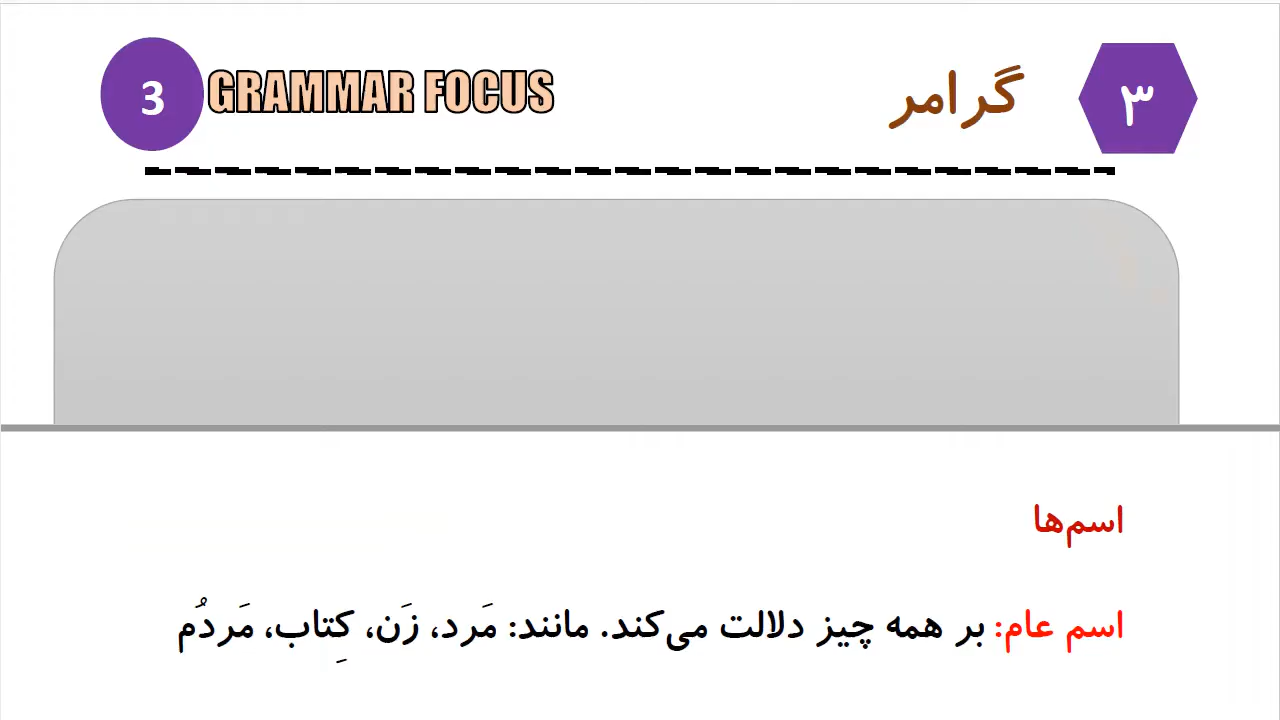 3 GRAMMAR FOCUS گرامر ۳
اسم‌ها
اسم عام: بر همه چیز دلالت می‌کند. مانند: مَرد، زَن، کِتاب، مَردُم